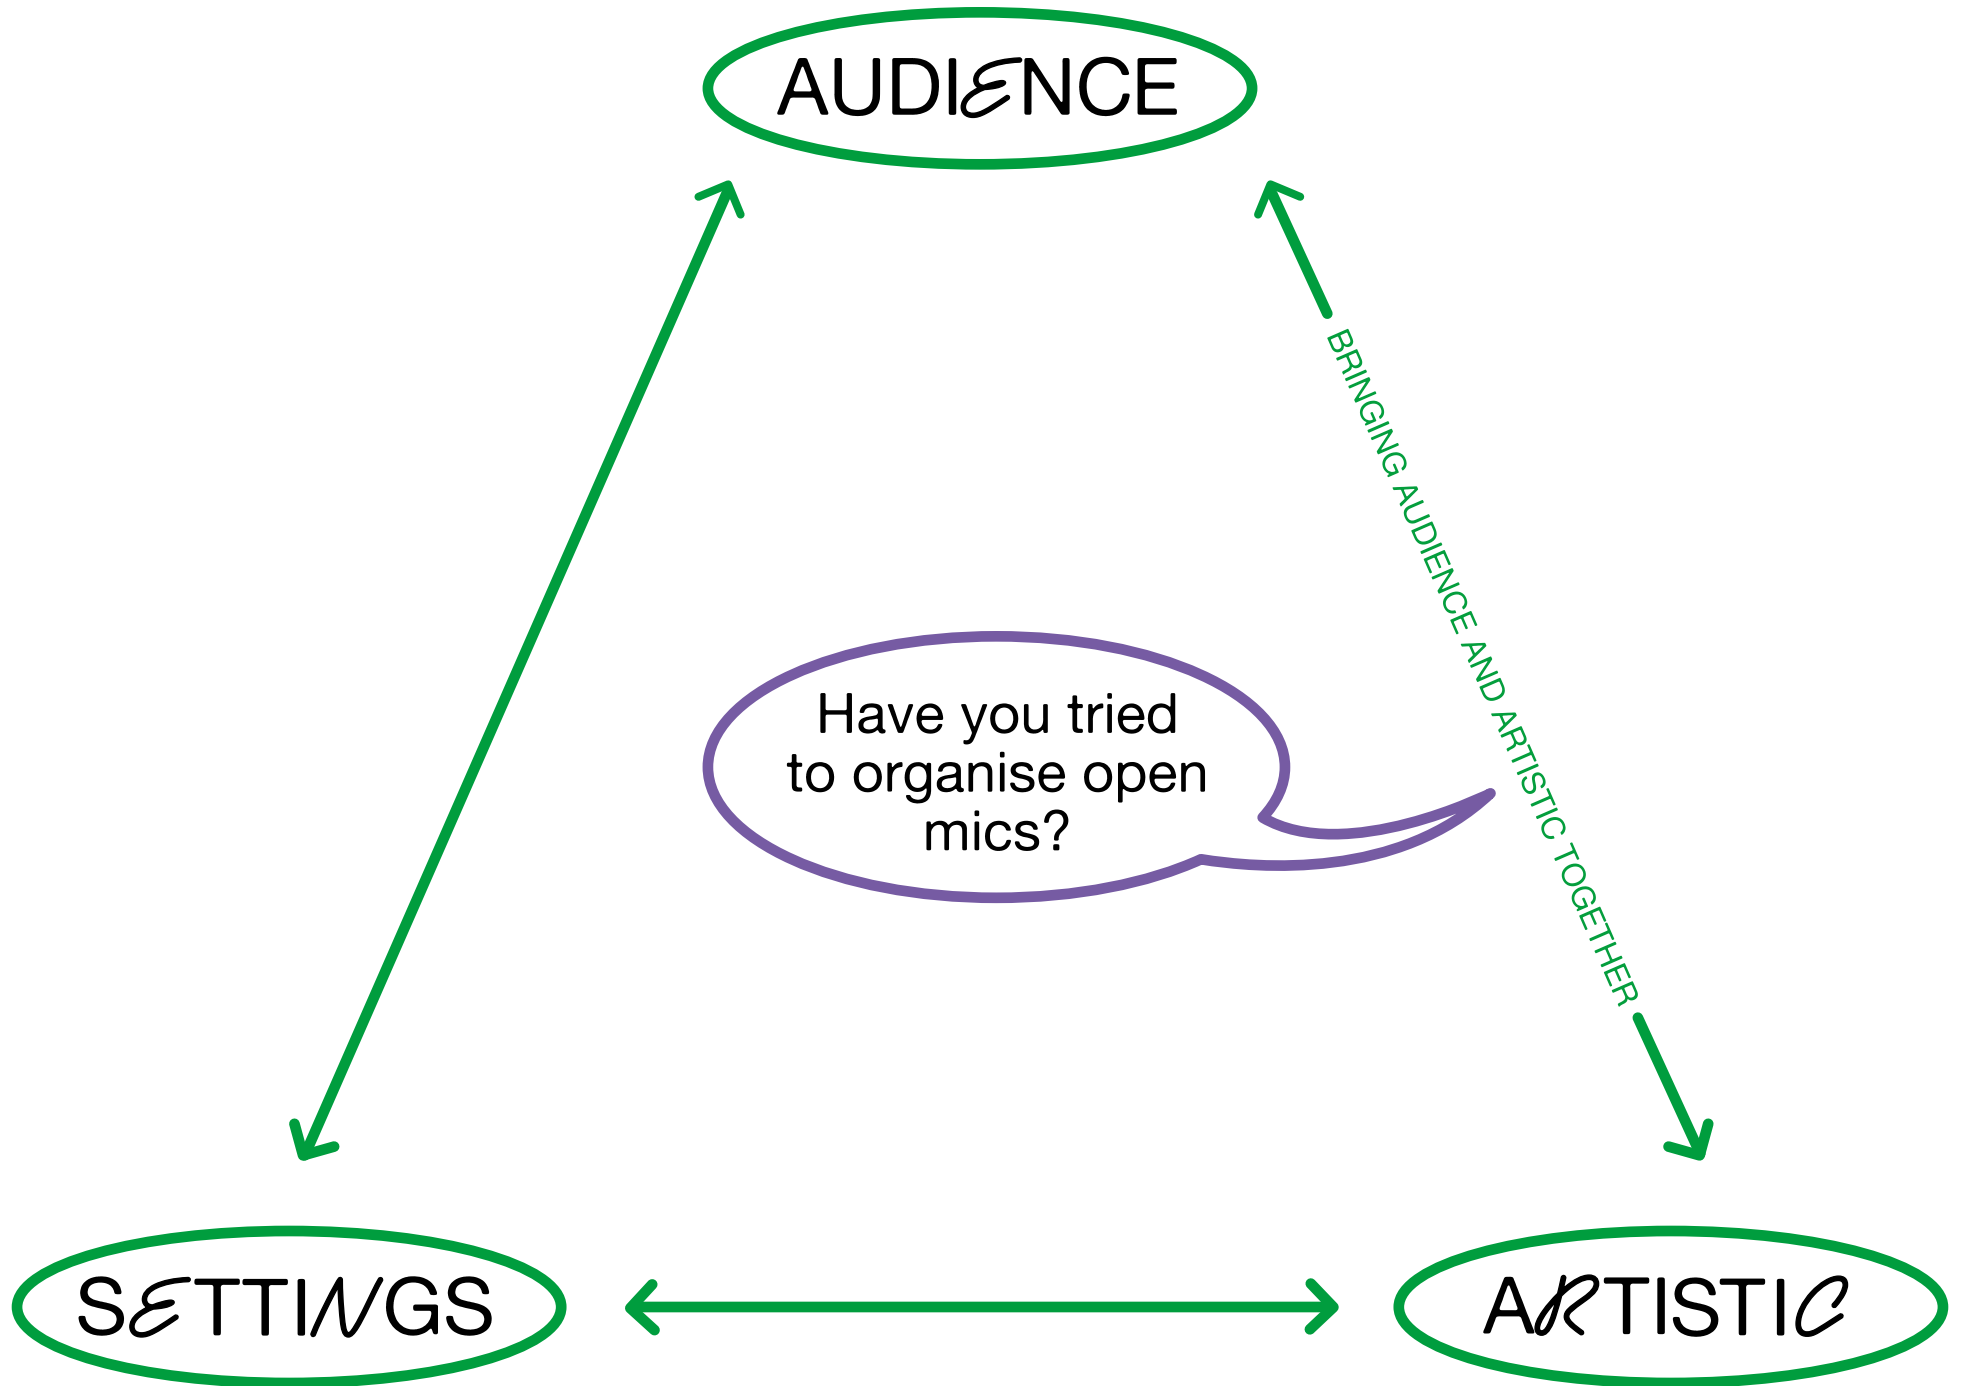 AUDIENCE
BRINGING AUDIENCE AND ARTISTIC TOGETHER
Have you tried
to organise open
mics?
SETTINGS
ARTISTIC